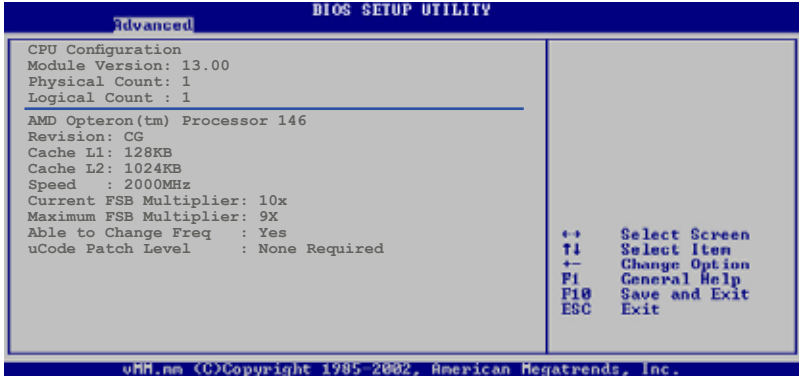 BIOS SETUP UTILITY
Advanced
CPU Configuration
Module Version: 13.00
Physical Count: 1
Logical Count : 1
AMD Opteron(tm) Processor 146
Revision: CG
Cache L1: 128KB
Cache L2: 1024KB
Speed : 2000MHz
Current FSB Multiplier: 10x
Maximum FSB Multiplier: 9X
Able to Change Freq : Yes
uCode Patch Level : None Required
←→ Select Screen
↑↓ Select Item
+- Change Option
F1 General Help
F10 Save and Exit
ESC Exit
vMM.mm (C)Copyright 1985-2002, American Megatrends, Inc.